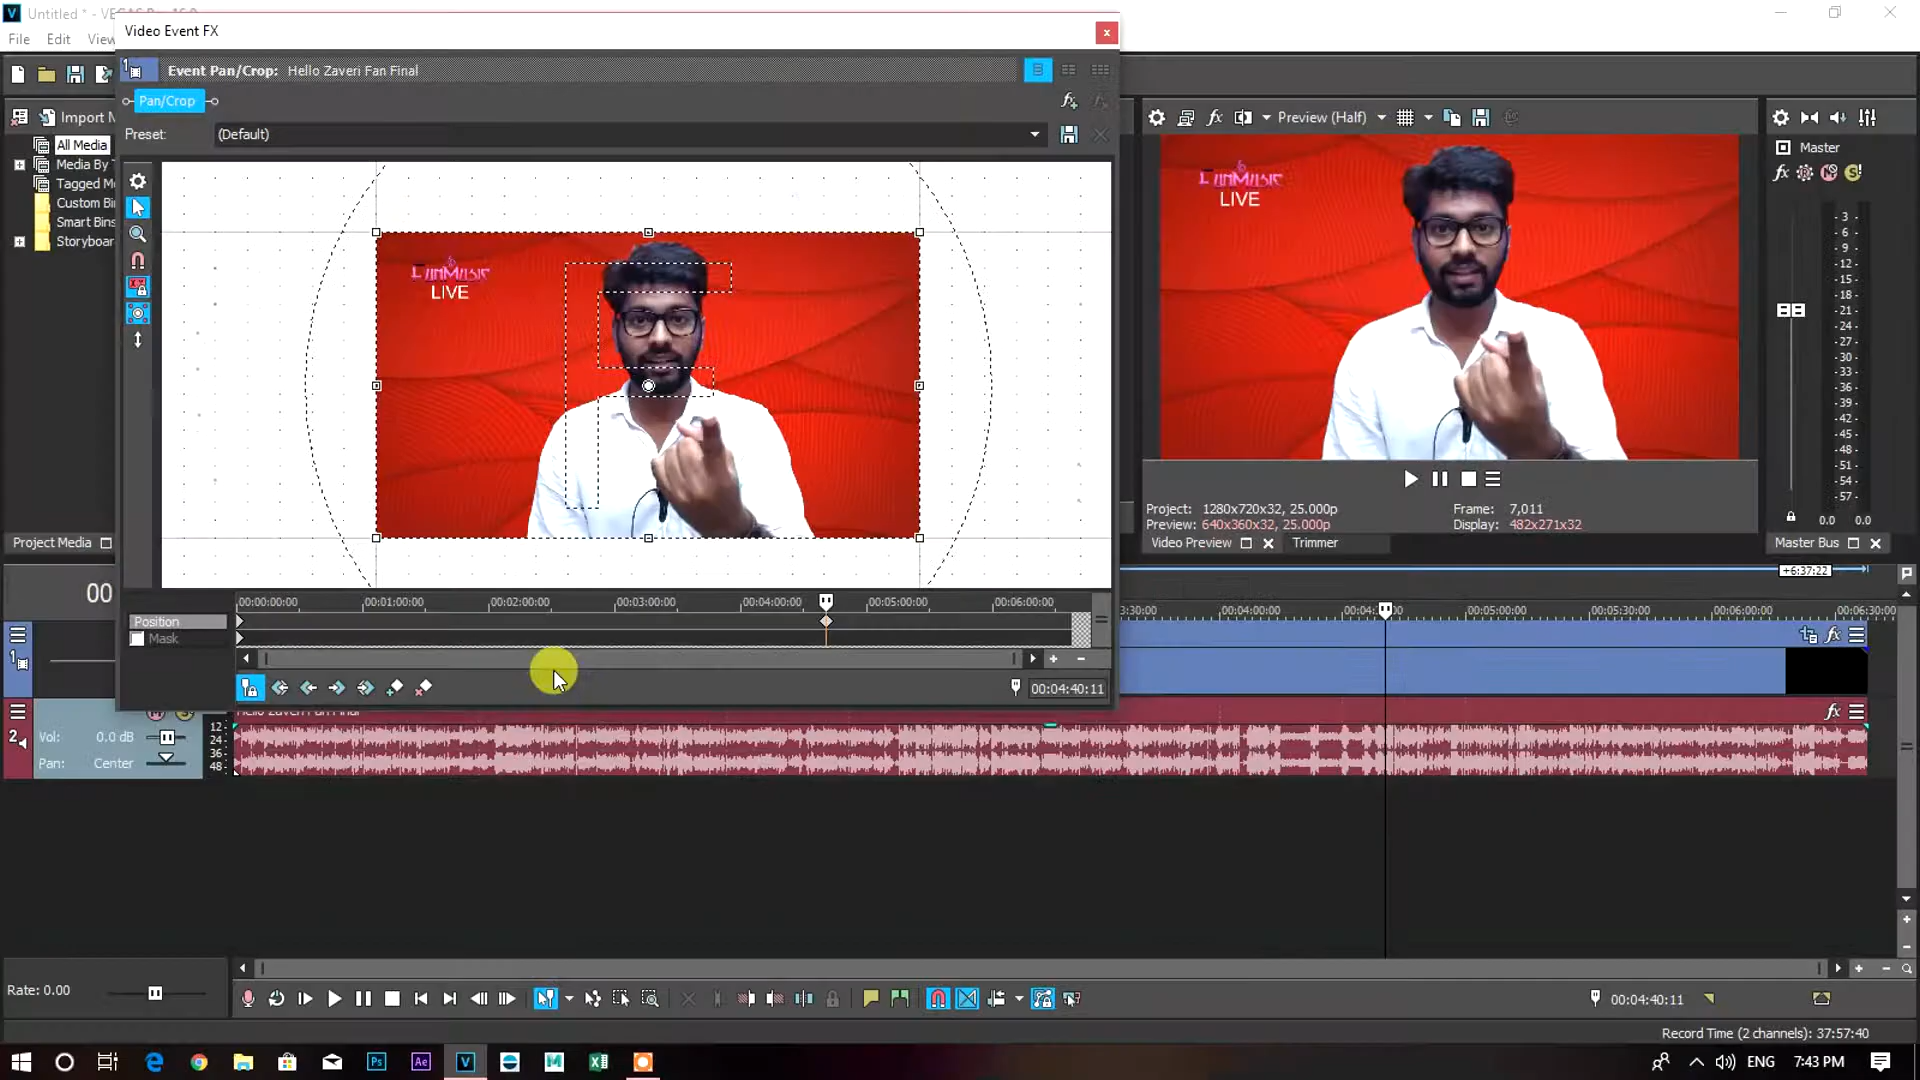 Untitled * - VEGAS Pro 16.0
File Edit View
Video Event FX
Event Pan/Crop: Hello Zaveri Fan Final
Pan/Crop
Preset: (Default)
Import M
All Media
Media By T
Tagged Me
Custom Bi
Smart Bins
Storyboar
Project Media
FunMusic
LIVE
00:00:00:00 00:01:00:00 00:02:00:00 00:03:00:00 00:04:00:00 00:05:00:00 00:06:00:00
Position
Mask
00:04:40:11
Preview (Half)
FunMusic
LIVE
Project: 1280x720x32, 25.000p
Frame: 7,011
Preview: 640x360x32, 25.000p
Display: 482x271x32
Video Preview
Trimmer
Master
-3-
-6-
-9-
-12-
-15-
-18-
-21-
-24-
-27-
-30-
-33-
-36-
-39-
-42-
-45-
-48-
-51-
-54-
-57-
0.0 0.0
Master Bus
+6:37:22
00
3:30:00 00:04:00:00 00:05:00:00 00:05:30:00 00:06:00:00 00:06:30:00
1
Hello Zaveri Fan Final
2
Vol: 0.0 dB
Pan: Center
12
24
36
48
Rate: 0.00
00:04:40:11
Record Time (2 channels): 37:57:40
Ps Ae V
ENG 7:43 PM